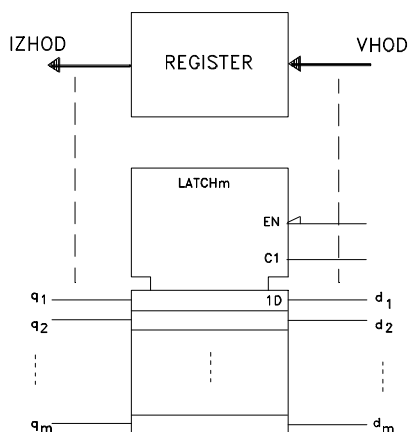 IZHOD
REGISTER
VHOD
LATCHm
EN
C1
q1
1D
d1
q2
d2
qm
dm